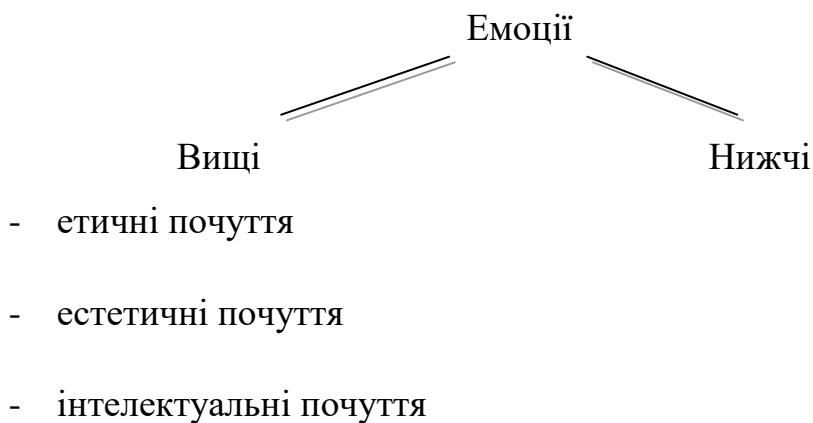 Емоції
Вищі Нижчі
- етичні почуття
- естетичні почуття
- інтелектуальні почуття